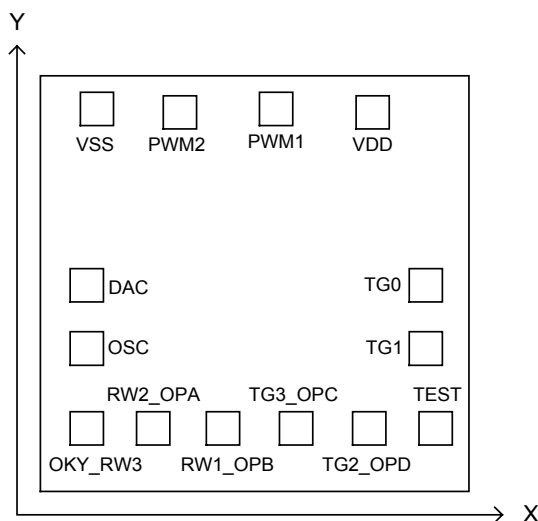 Y
VSS PWM2 PWM1 VDD
DAC TG0
OSC TG1
RW2_OPA TG3_OPC TEST
OKY_RW3 RW1_OPB TG2_OPD
X